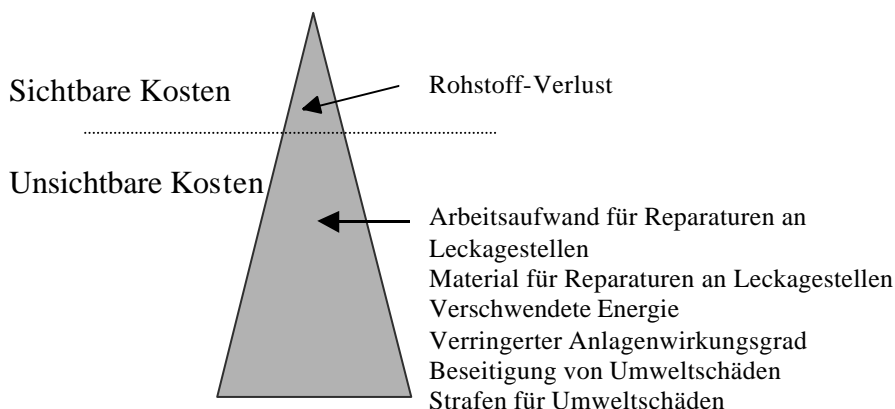 Sichtbare Kosten
Rohstoff-Verlust
Unsichtbare Kosten
Arbeitsaufwand für Reparaturen an
Leckagestellen
Material für Reparaturen an Leckagestellen
Verschwendete Energie
Verringerter Anlagenwirkungsgrad
Beseitigung von Umweltschäden
Strafen für Umweltschäden